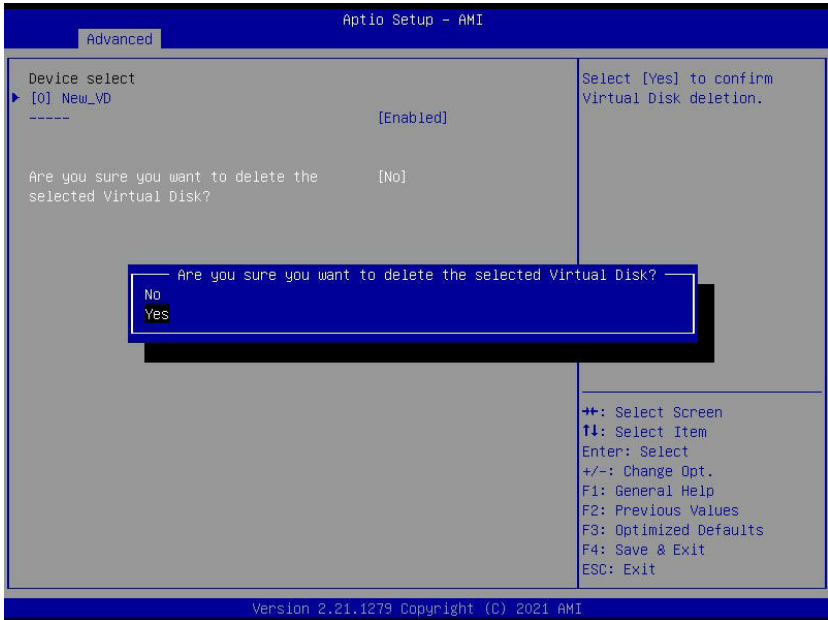 Aptio Setup – AMI
Advanced
Device select
[0] New_VD
----- [Enabled]
Are you sure you want to delete the [No]
selected Virtual Disk?
Select [Yes] to confirm
Virtual Disk deletion.
Are you sure you want to delete the selected Virtual Disk?
No
Yes
→←: Select Screen
↑↓: Select Item
Enter: Select
+/-: Change Opt.
F1: General Help
F2: Previous Values
F3: Optimized Defaults
F4: Save & Exit
ESC: Exit
Version 2.21.1279 Copyright (C) 2021 AMI